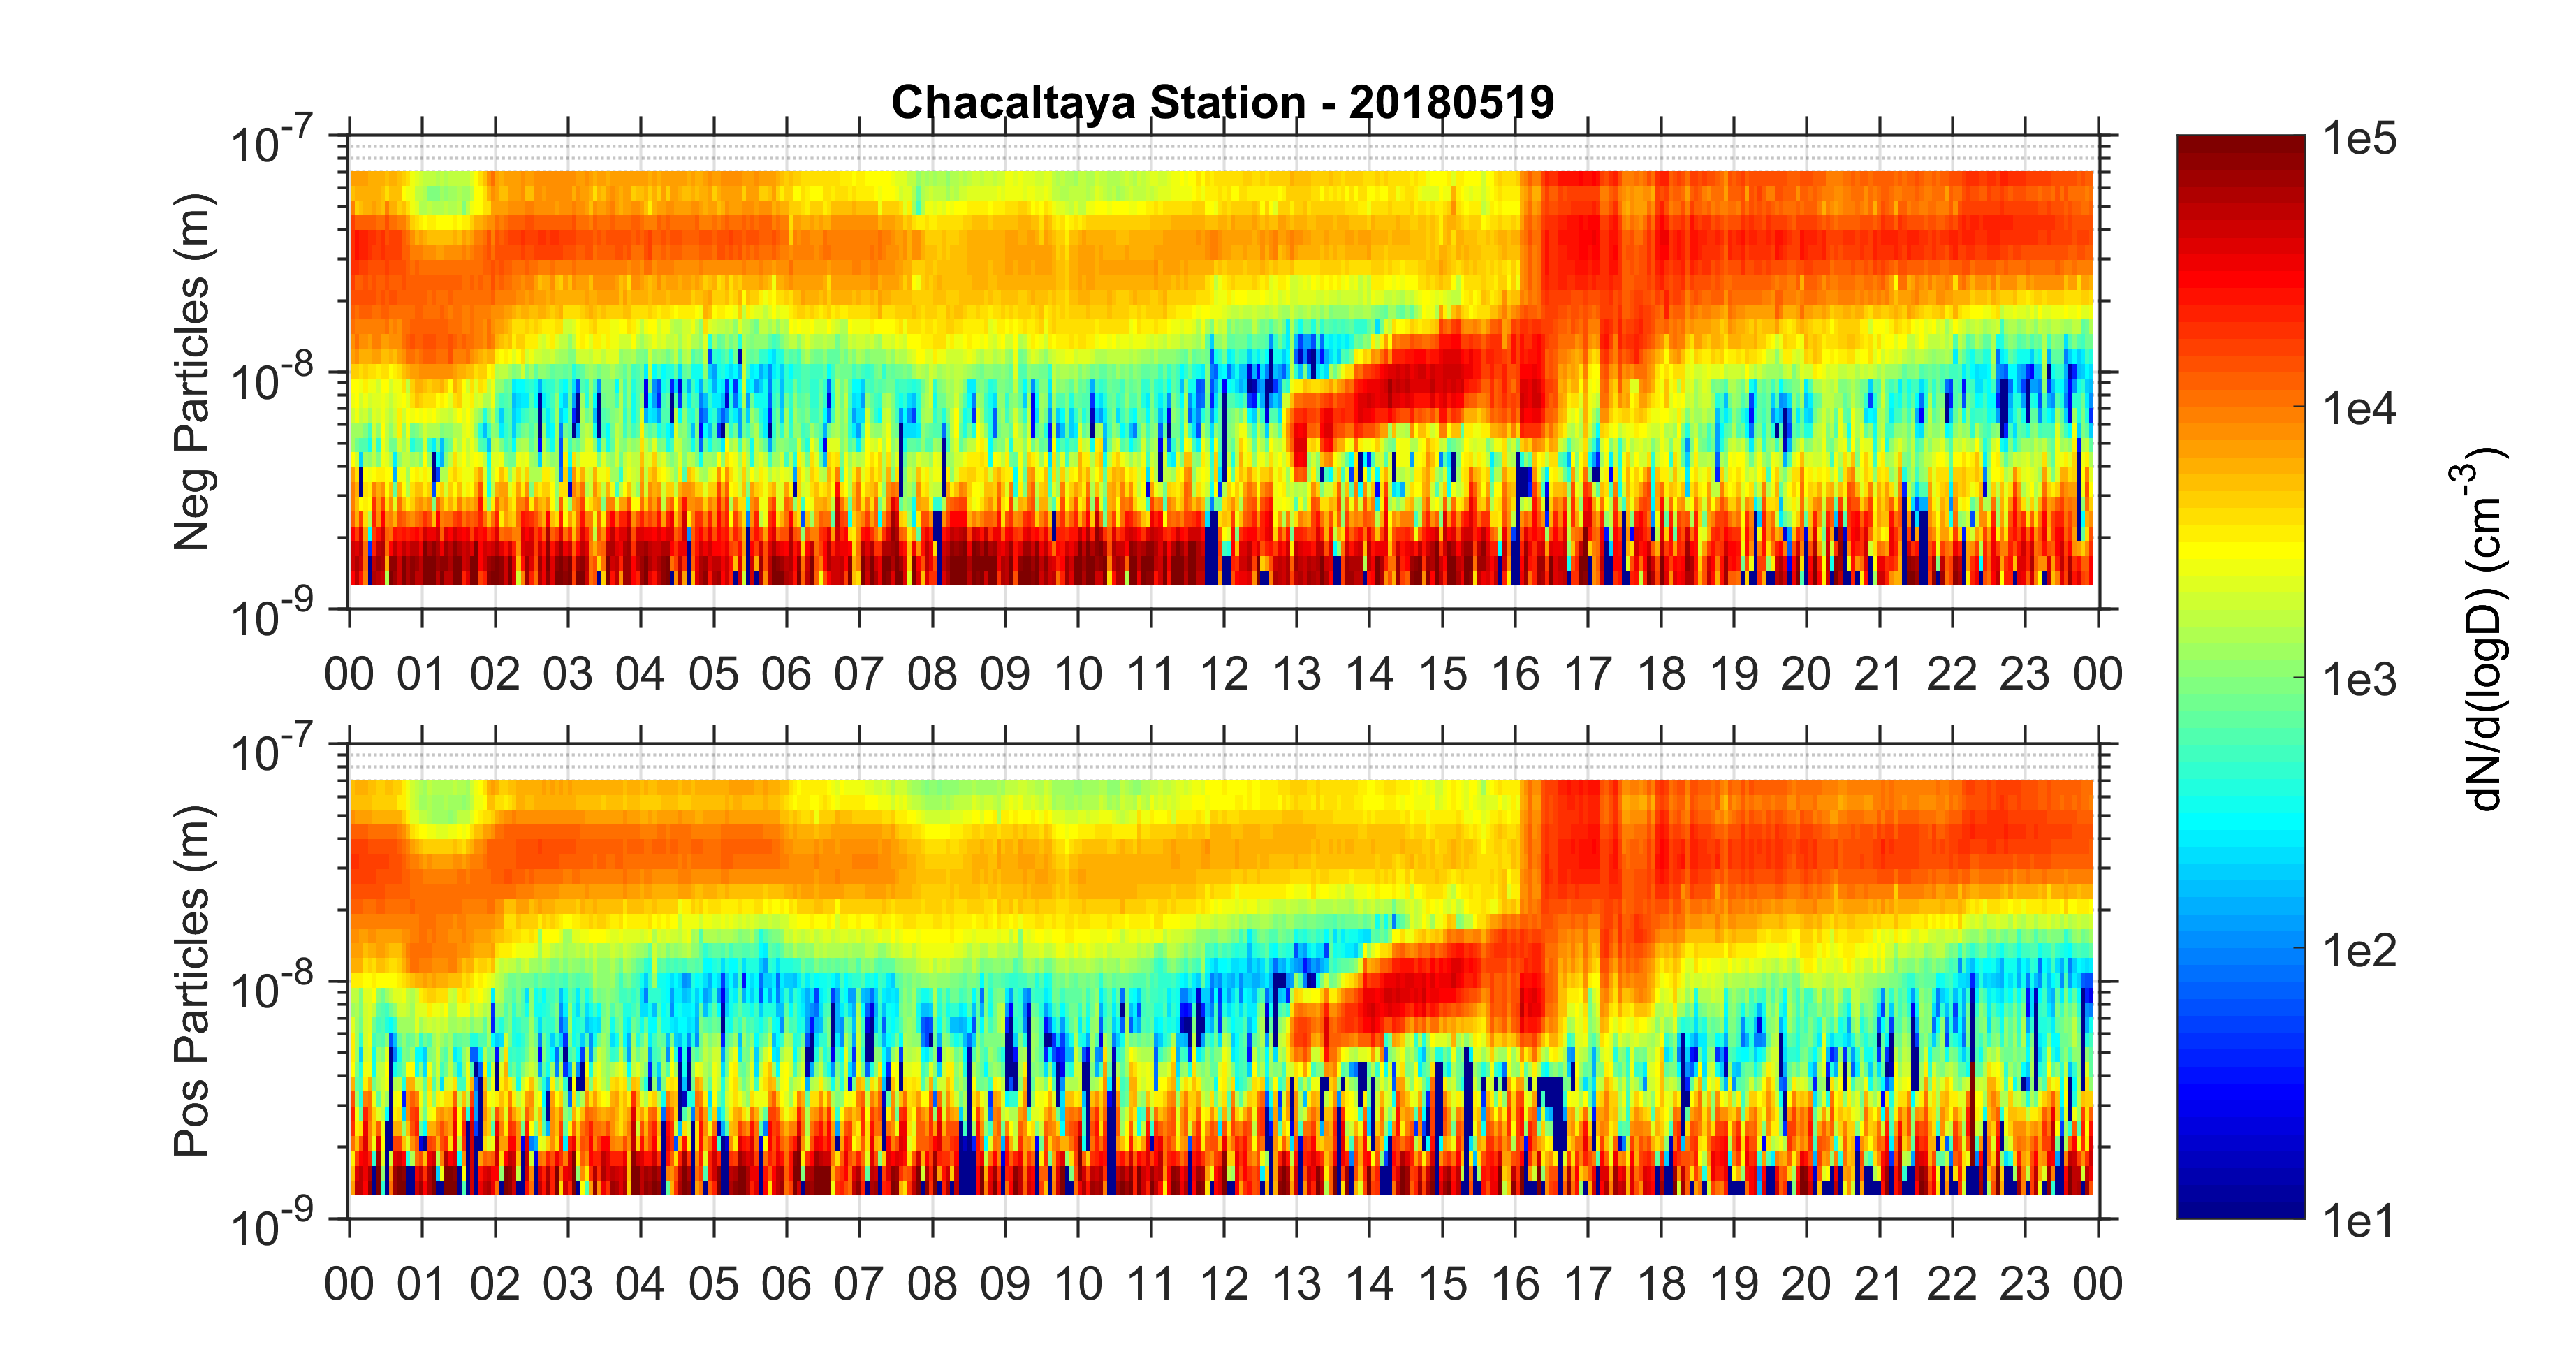 Chacaltaya Station - 20180519
10-7
10-8
10-9
Neg Particles (m)
00 01 02 03 04 05 06 07 08 09 10 11 12 13 14 15 16 17 18 19 20 21 22 23 00
10-7
10-8
10-9
Pos Particles (m)
00 01 02 03 04 05 06 07 08 09 10 11 12 13 14 15 16 17 18 19 20 21 22 23 00
1e5
1e4
1e3
1e2
1e1
dN/d(logD) (cm-3)